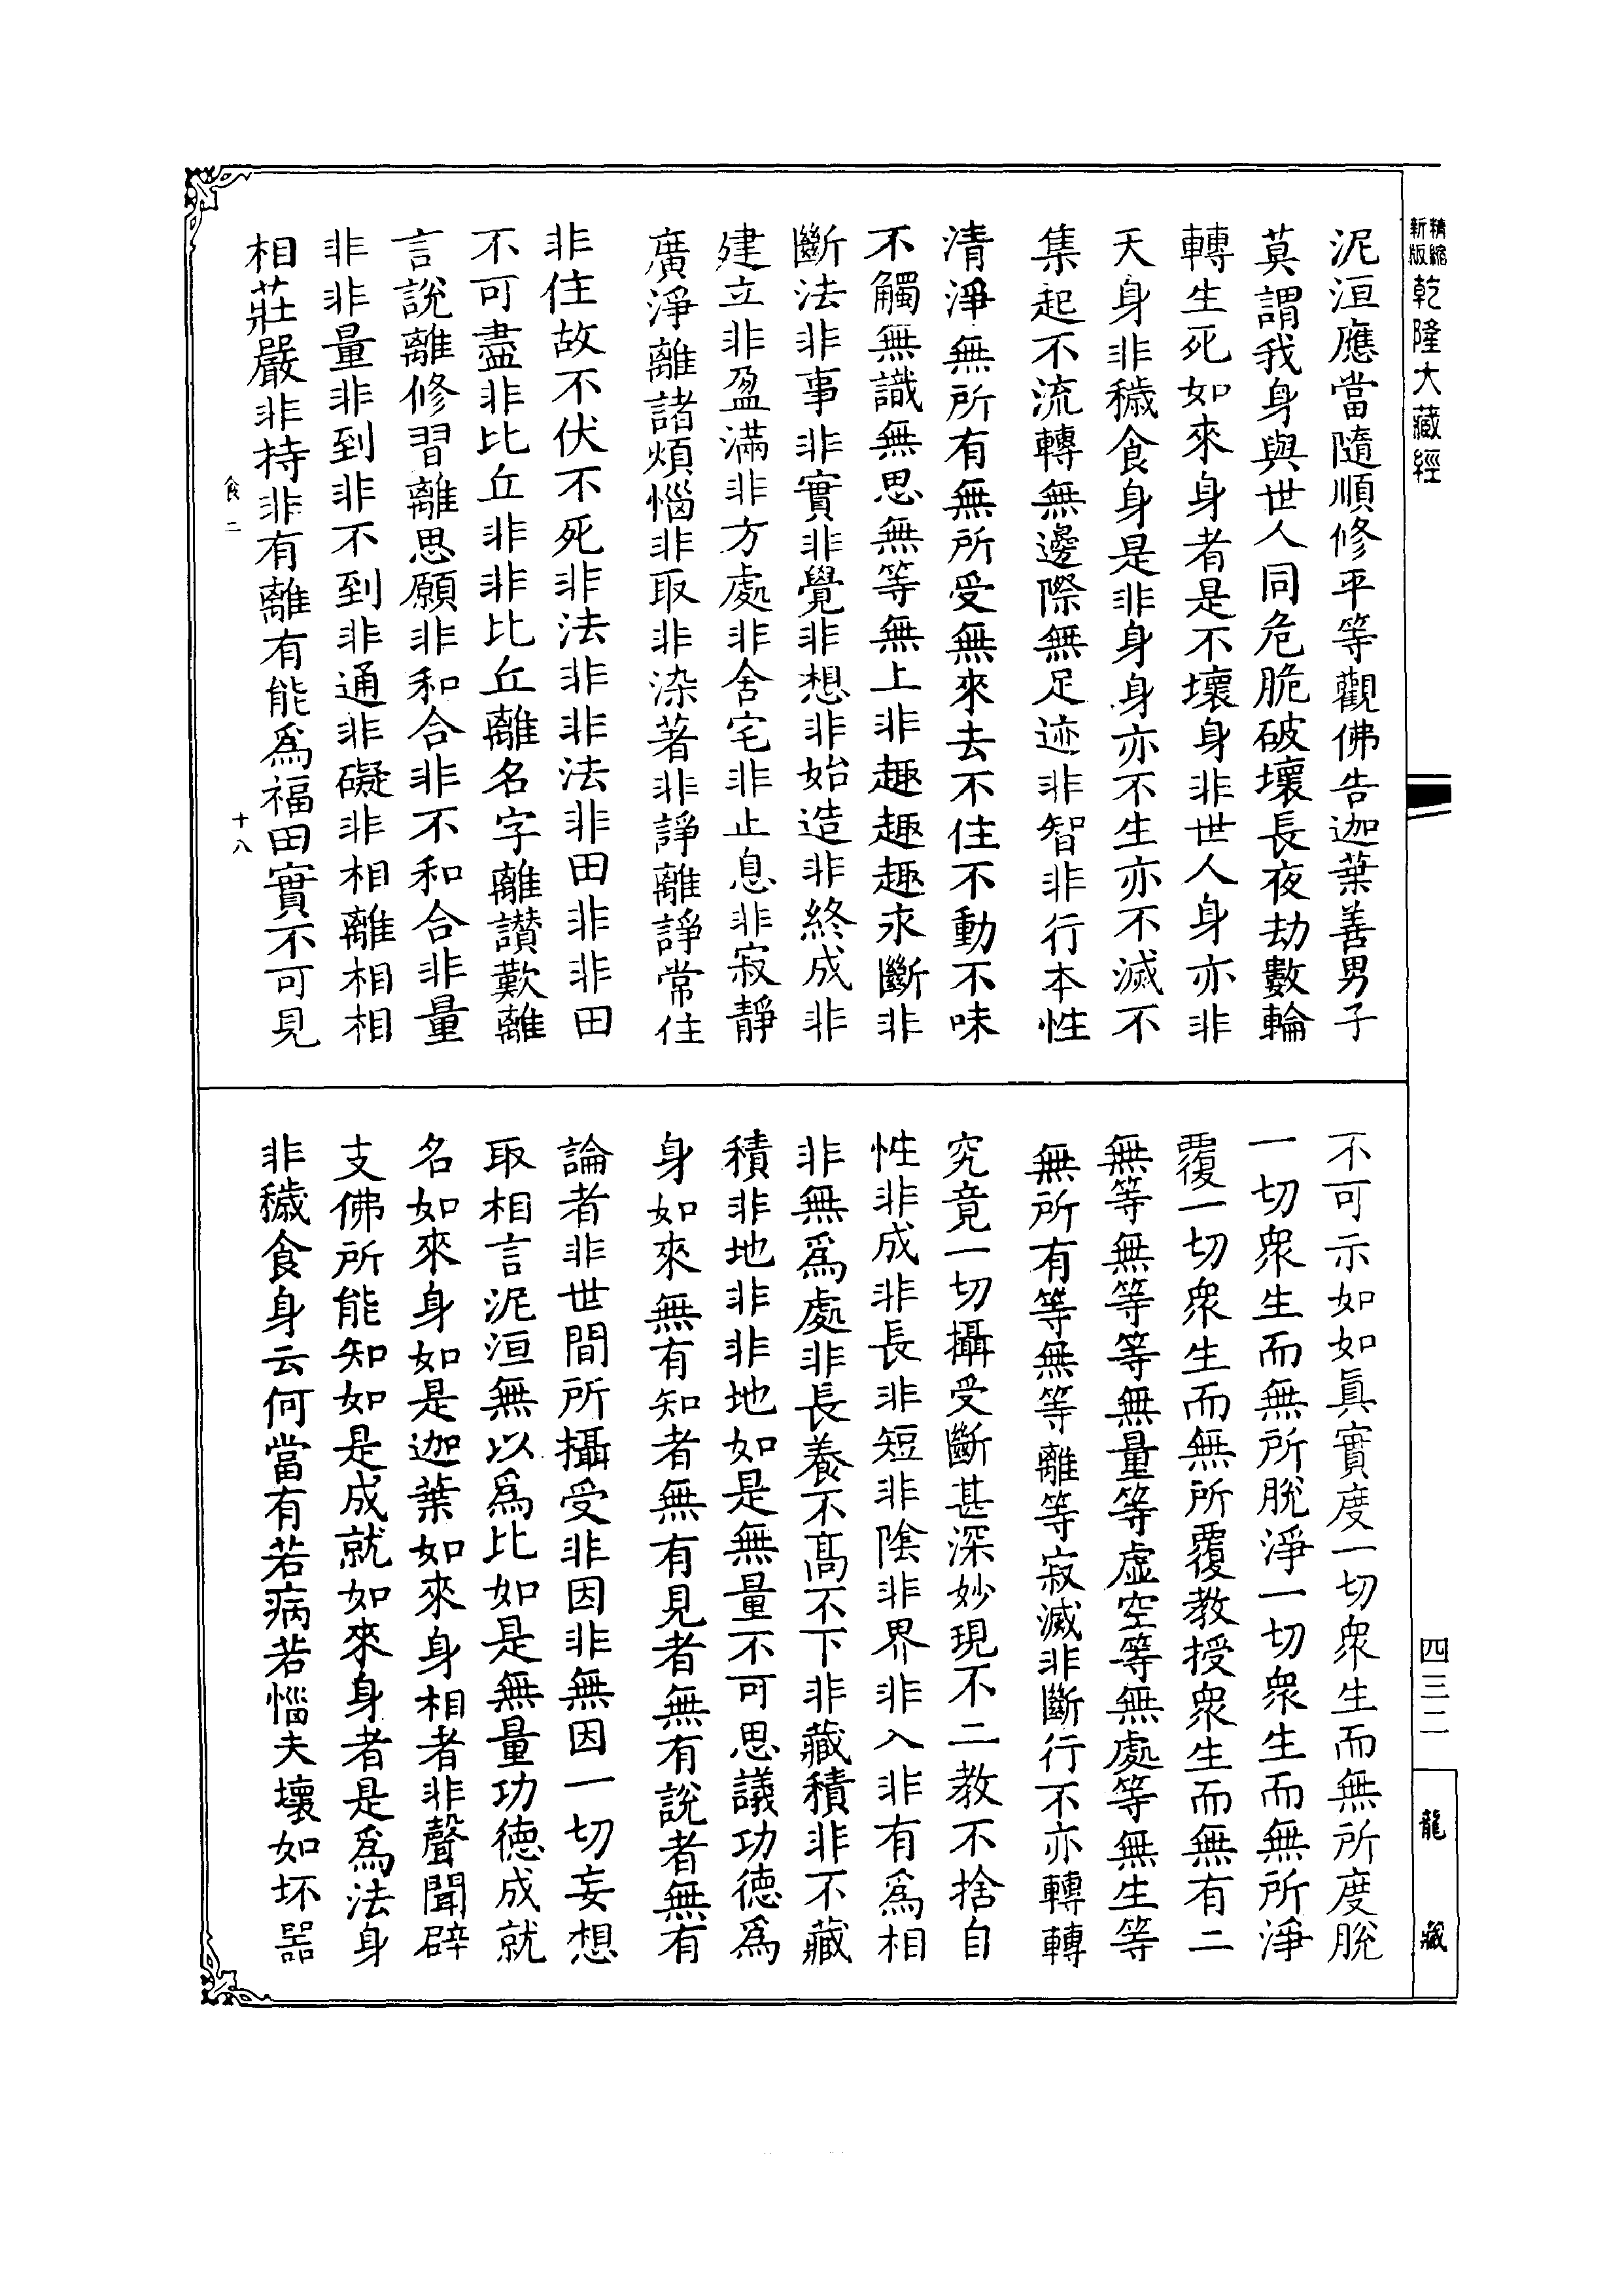 精縮新版 乾隆大藏經
泥洹應當隨順修平等觀佛告迦葉善男子
莫謂我身與世人同危脆破壞長夜劫數輪
轉生死如來身者是不壞身非世人身亦非
天身非穢食身是非身身亦不生亦不滅不
集起不流轉無邊際無足迹非智非行本性
清淨無所有無所受無來去不住不動不味
不觸無識無思無等無上非趣趣趣永斷非
斷法非事非實非覺非想非始造非終成非
建立非盈滿非方處非舍宅非止息非寂靜
廣淨離諸煩惱非取非染著非諍離諍常住
非住故不伏不死非法非非法非田非非田
不可盡非比丘非非比丘離名字離讃歎離
言說離修習離思願非和合非不和合非量
非非量非到非不到非通非礙非相離相相
相莊嚴非持非有離有能為福田實不可見
食二 十八
不可示如如眞實度一切衆生而無所度脫
一切衆生而無所脫淨一切衆生而無所淨
覆一切衆生而無所覆教授衆生而無有二
無等無等等無量等虛空等無處等無生等
無所有等無等離等寂滅非斷行不亦轉轉
究竟一切攝受斷甚深妙現不二教不捨自
性非成非長非短非陰非界非入非有為相
非無為處非長養不高不下非藏積非不藏
積非地非非地如是無量不可思議功德為
身如來無有知者無有見者無有說者無有
論者非世間所攝受非因非無因一切妄想
取相言泥洹無以為比如是無量功德成就
名如來身如是迦葉如來身相者非聲聞辟
支佛所能知如是成就如來身者是為法身
非穢食身云何當有若病若惱夫壞如坏器
四三二
龍藏